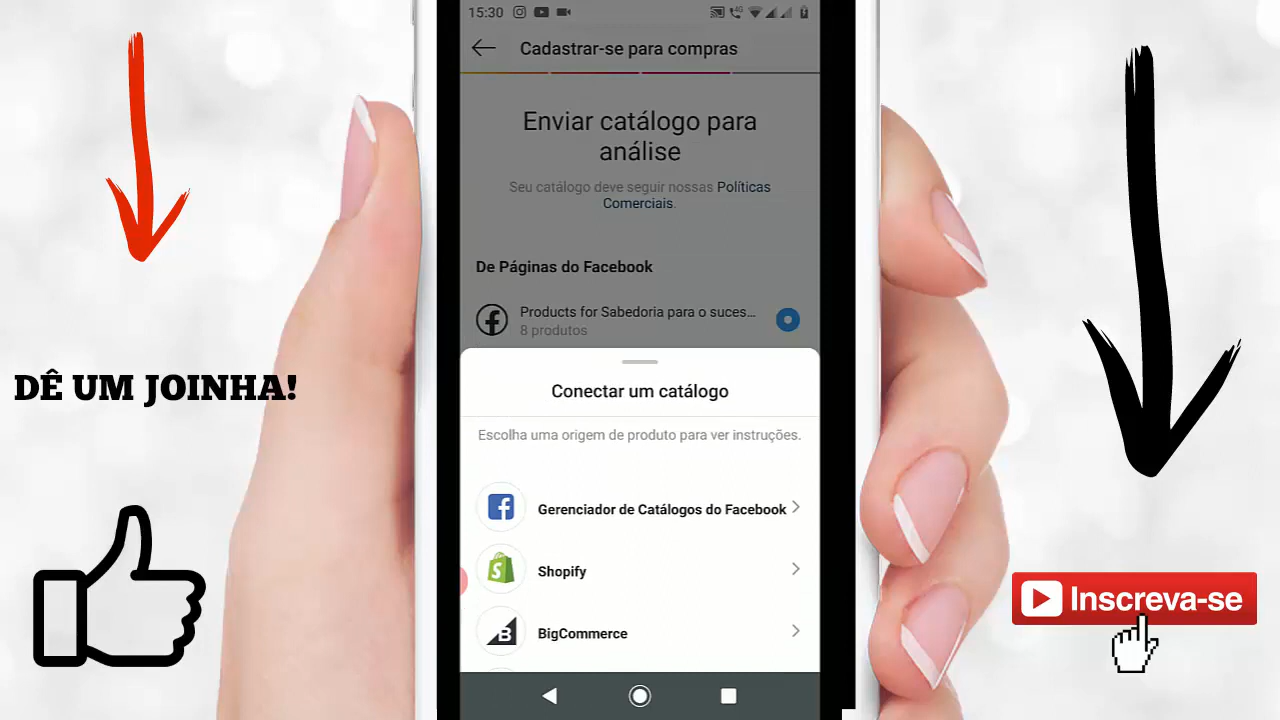 15:30
4G
Cadastrar-se para compras
Enviar catálogo para
análise
Seu catálogo deve seguir nossas Políticas
Comerciais.
De Páginas do Facebook
Products for Sabedoria para o suces...
8 produtos
Conectar um catálogo
Escolha uma origem de produto para ver instruções.
Gerenciador de Catálogos do Facebook
Shopify
BigCommerce
DÊ UM JOINHA!
Inscreva-se